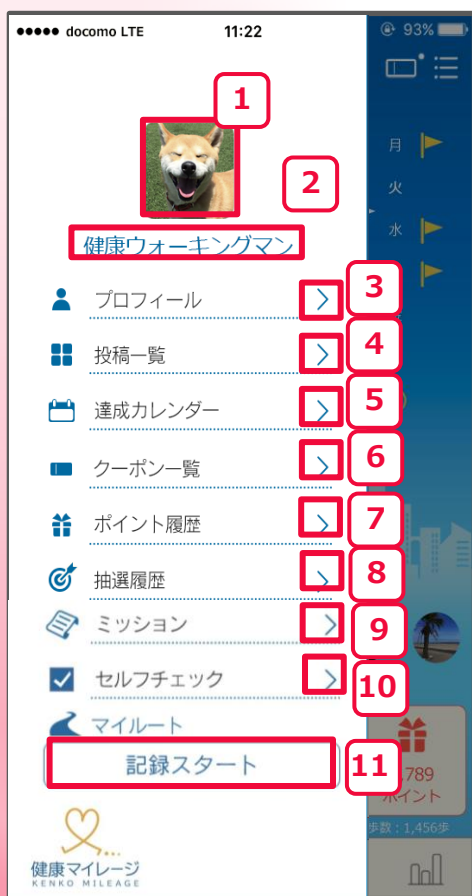 docomo LTE 11:22 93%
1
2
健康ウォーキングマン
月
火
水
プロフィール 3
投稿一覧 4
達成カレンダー 5
クーポン一覧 6
ポイント履歴 7
抽選履歴 8
ミッション 9
セルフチェック 10
マイルート
記録スタート 11
789
ポイント
歩数:1,456歩
健康マイレージ
KENKO MILEAGE